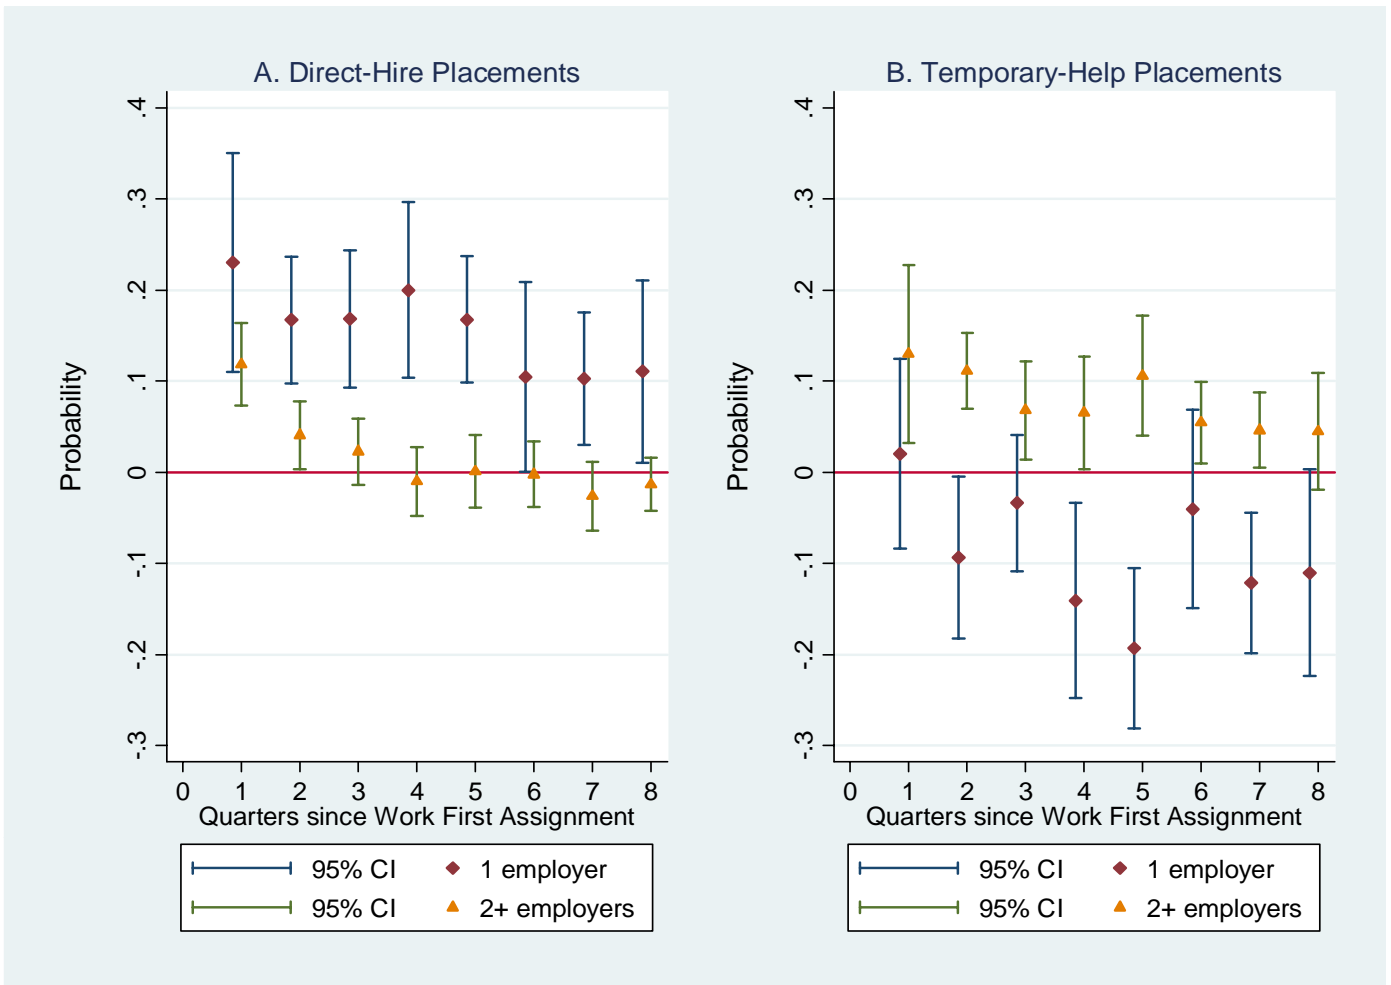 A. Direct-Hire Placements
Probability
.4
.3
.2
.1
0
-.1
-.2
-.3
0 1 2 3 4 5 6 7 8
Quarters since Work First Assignment
95% CI 1 employer
95% CI 2+ employers
B. Temporary-Help Placements
Probability
.4
.3
.2
.1
0
-.1
-.2
-.3
0 1 2 3 4 5 6 7 8
Quarters since Work First Assignment
95% CI 1 employer
95% CI 2+ employers